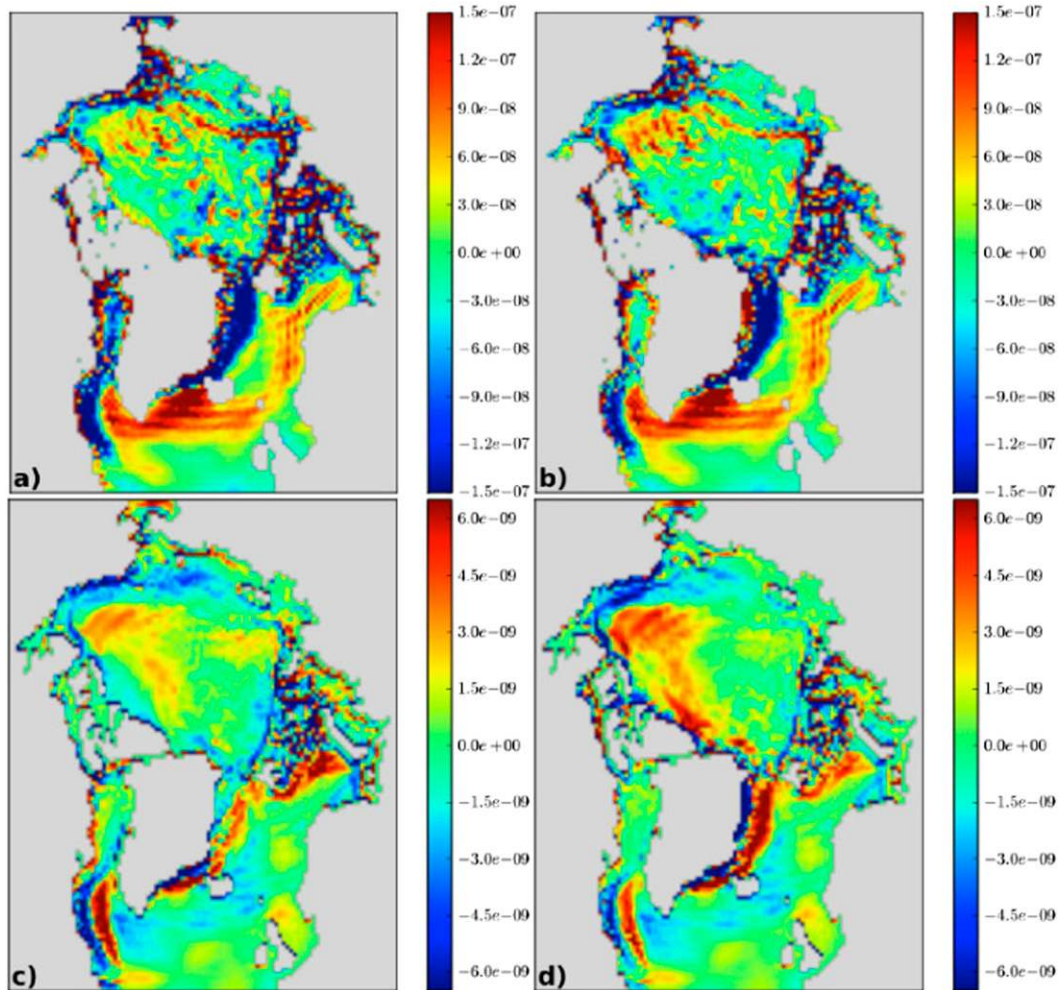 1.5e−07
1.2e−07
9.0e−08
6.0e−08
3.0e−08
0.0e+00
−3.0e−08
−6.0e−08
−9.0e−08
−1.2e−07
−1.5e−07
a)
1.5e−07
1.2e−07
9.0e−08
6.0e−08
3.0e−08
0.0e+00
−3.0e−08
−6.0e−08
−9.0e−08
−1.2e−07
−1.5e−07
b)
6.0e−09
4.5e−09
3.0e−09
1.5e−09
0.0e+00
−1.5e−09
−3.0e−09
−4.5e−09
−6.0e−09
c)
6.0e−09
4.5e−09
3.0e−09
1.5e−09
0.0e+00
−1.5e−09
−3.0e−09
−4.5e−09
−6.0e−09
d)